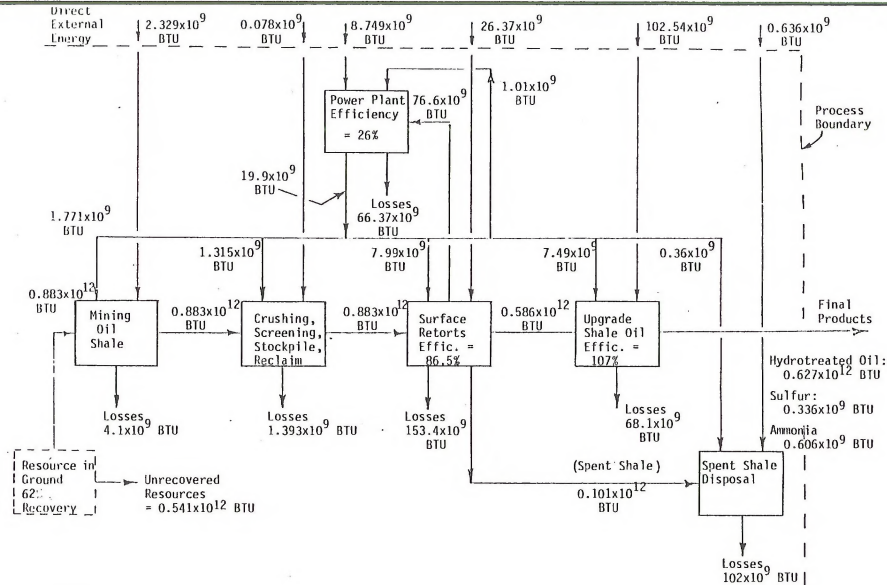 Direct
External
Energy
2.329x10^9
BTU
0.078x10^9
BTU
8.749x10^9
BTU
26.37x10^9
BTU
102.54x10^9
BTU
0.636x10^9
BTU
Power Plant
Efficiency
= 26%
76.6x10^9
BTU
1.01x10^9
BTU
Process
Boundary
19.9x10^9
BTU
Losses
66.37x10^9
BTU
1.771x10^9
BTU
1.315x10^9
BTU
7.99x10^9
BTU
7.49x10^9
BTU
0.36x10^9
BTU
0.883x10^12
BTU
Mining
Oil
Shale
0.883x10^12
BTU
Crushing,
Screening,
Stockpile,
Reclaim
0.883x10^12
BTU
Surface
Retorts
Effic. =
86.5%
0.586x10^12
BTU
Upgrade
Shale Oil
Effic. =
107%
Final
Products
Hydrotreated Oil:
0.627x10^12 BTU
Sulfur:
0.336x10^9 BTU
Ammonia
0.606x10^9 BTU
Losses
4.1x10^9 BTU
Losses
1.393x10^9 BTU
Losses
153.4x10^9
BTU
Losses
68.1x10^9
BTU
Resource in
Ground
62%
Recovery
Unrecovered
Resources
= 0.541x10^12 BTU
(Spent Shale)
0.101x10^12
BTU
Spent Shale
Disposal
Losses
102x10^9 BTU